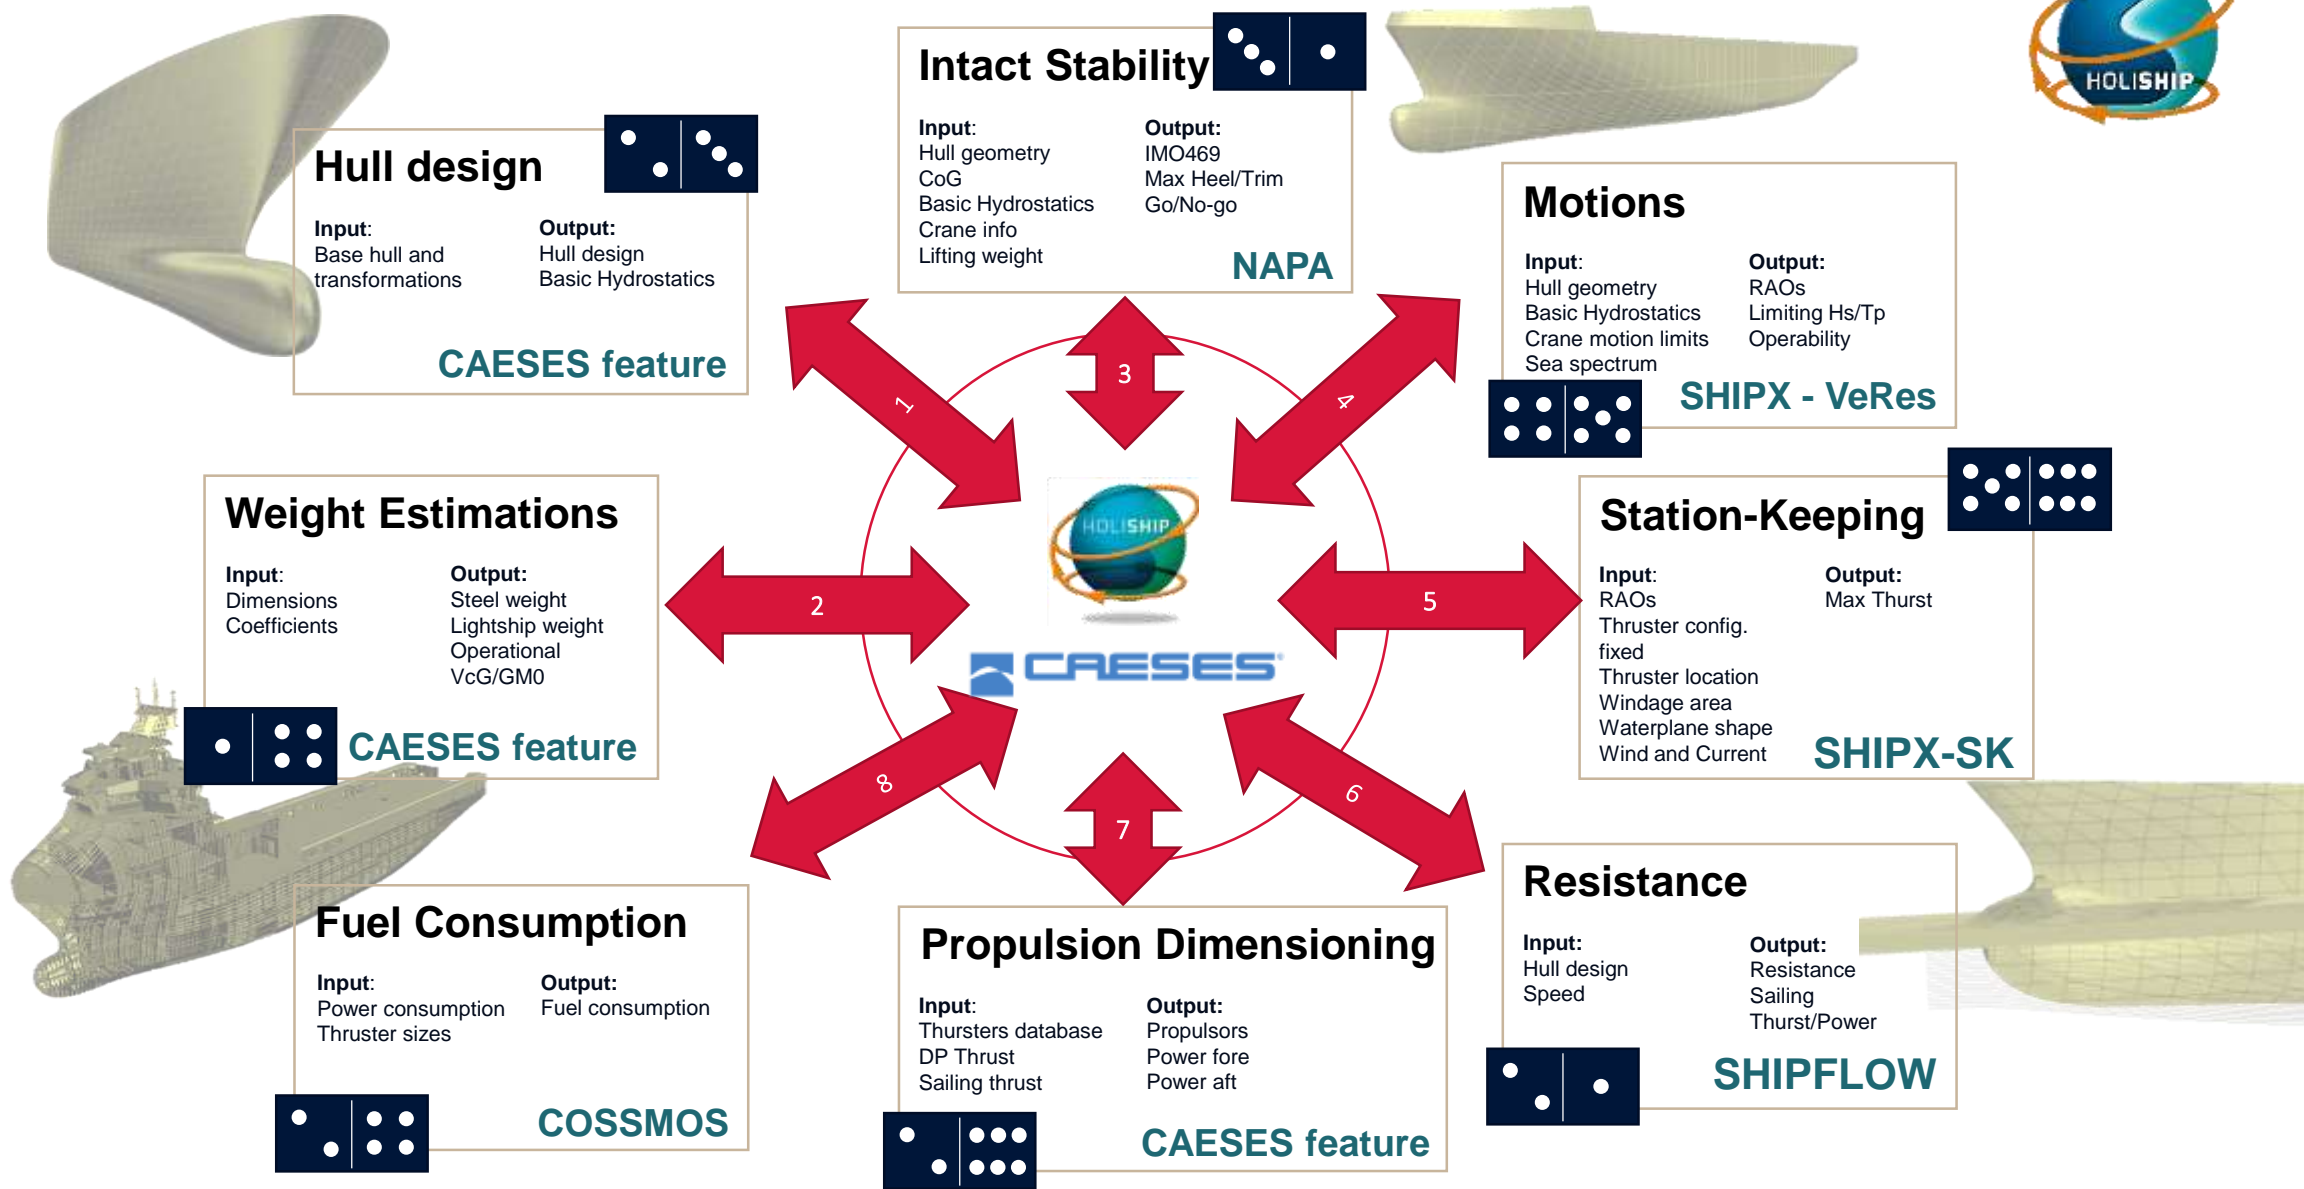 HOLISHIP
Intact Stability
Input:
Hull geometry
CoG
Basic Hydrostatics
Crane info
Lifting weight
Output:
IMO469
Max Heel/Trim
Go/No-go
NAPA
Hull design
Input:
Base hull and
transformations
Output:
Hull design
Basic Hydrostatics
CAESES feature
Motions
Input:
Hull geometry
Basic Hydrostatics
Crane motion limits
Sea spectrum
Output:
RAOs
Limiting Hs/Tp
Operability
SHIPX - VeRes
1
3
4
Weight Estimations
Input:
Dimensions
Coefficients
Output:
Steel weight
Lightship weight
Operational
VcG/GM0
CAESES feature
2
HOLISHIP
CAESES
5
Station-Keeping
Input:
RAOs
Thruster config.
fixed
Thruster location
Windage area
Waterplane shape
Wind and Current
Output:
Max Thurst
SHIPX-SK
8
7
6
Fuel Consumption
Input:
Power consumption
Thruster sizes
Output:
Fuel consumption
COSSMOS
Propulsion Dimensioning
Input:
Thursters database
DP Thrust
Sailing thrust
Output:
Propulsors
Power fore
Power aft
CAESES feature
Resistance
Input:
Hull design
Speed
Output:
Resistance
Sailing
Thurst/Power
SHIPFLOW